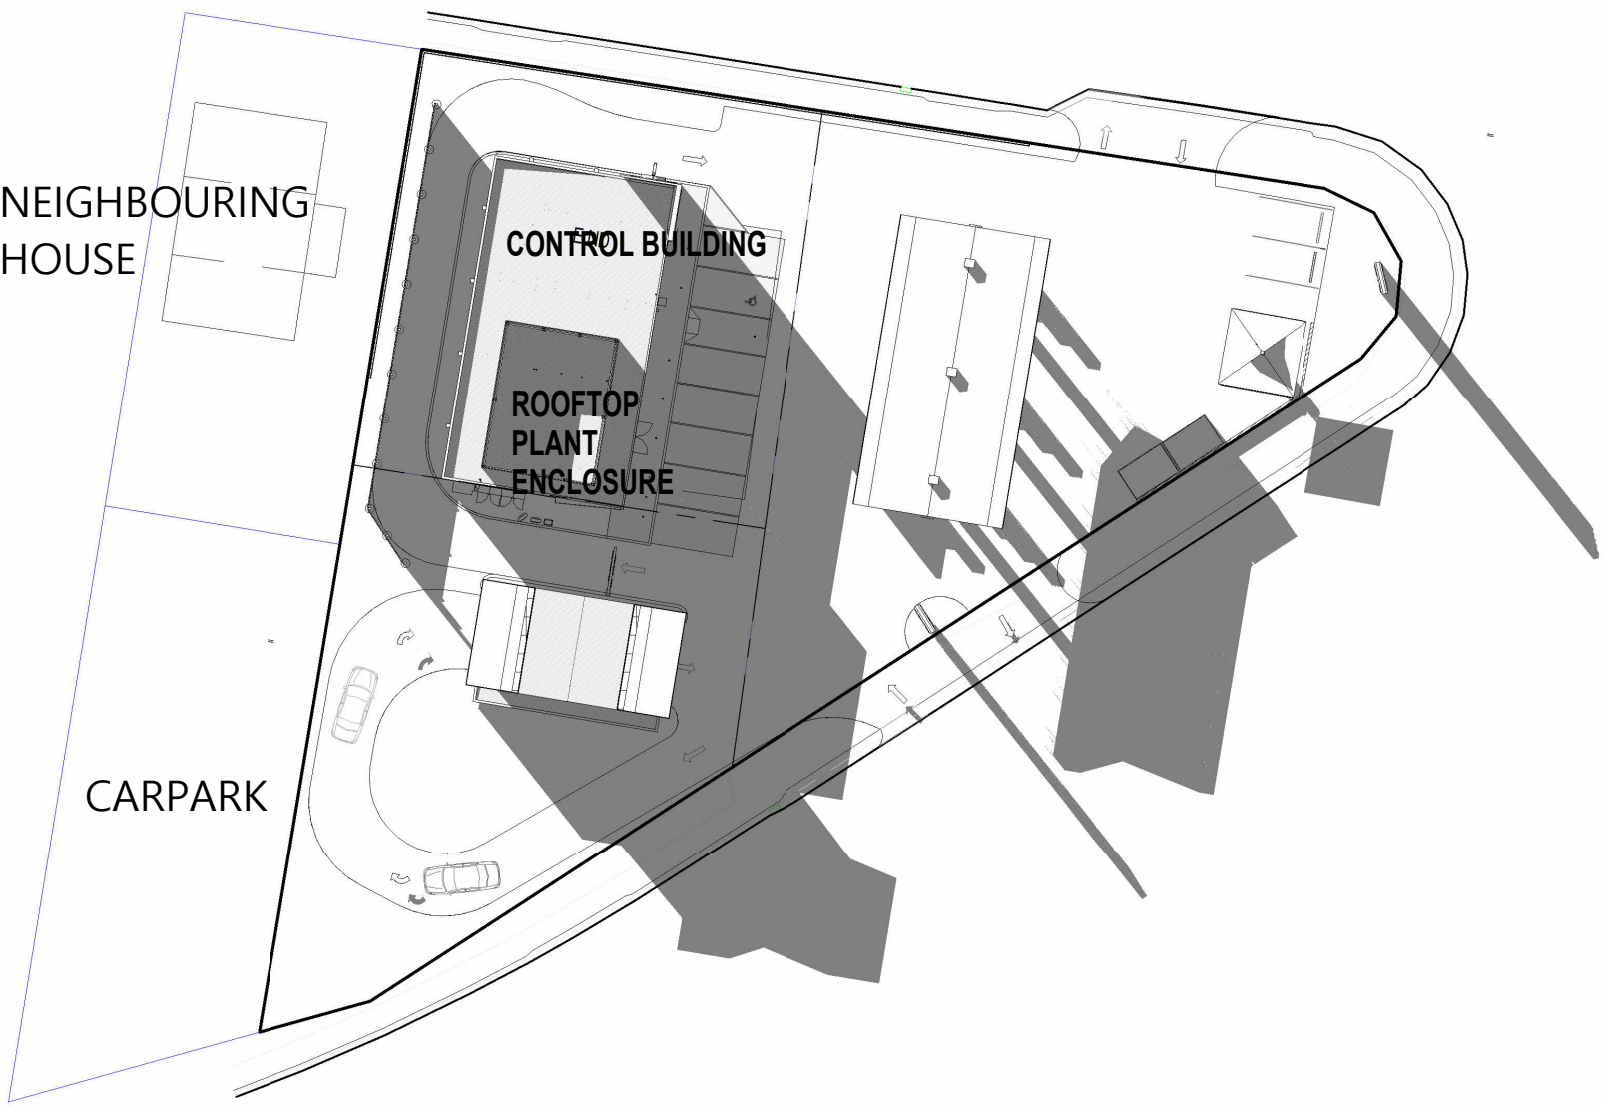 NEIGHBOURING
HOUSE
CONTROL BUILDING
ROOFTOP
PLANT
ENCLOSURE
CARPARK